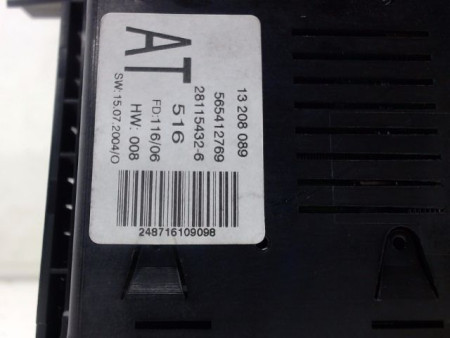 13 208 089
565412769
28115432-6
AT
516
FD:116/06
HW: 008
SW:15.07.2004/O
248716109098